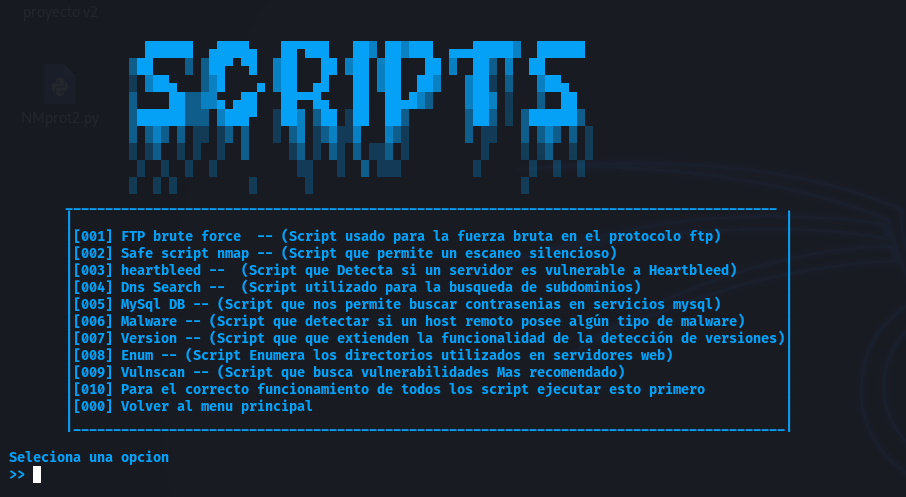 proyecto v2
NMprot2.py
SCRIPTS
[001] FTP brute force  -- (Script usado para la fuerza bruta en el protocolo ftp)
[002] Safe script nmap -- (Script que permite un escaneo silencioso)
[003] heartbleed --  (Script que Detecta si un servidor es vulnerable a Heartbleed)
[004] Dns Search --  (Script utilizado para la busqueda de subdominios)
[005] MySql DB -- (Script que nos permite buscar contrasenias en servicios mysql)
[006] Malware -- (Script que detectar si un host remoto posee algún tipo de malware)
[007] Version -- (Script que que extienden la funcionalidad de la detección de versiones)
[008] Enum -- (Script Enumera los directorios utilizados en servidores web)
[009] Vulnscan -- (Script que busca vulnerabilidades Mas recomendado)
[010] Para el correcto funcionamiento de todos los script ejecutar esto primero
[000] Volver al menu principal
Seleciona una opcion
>>